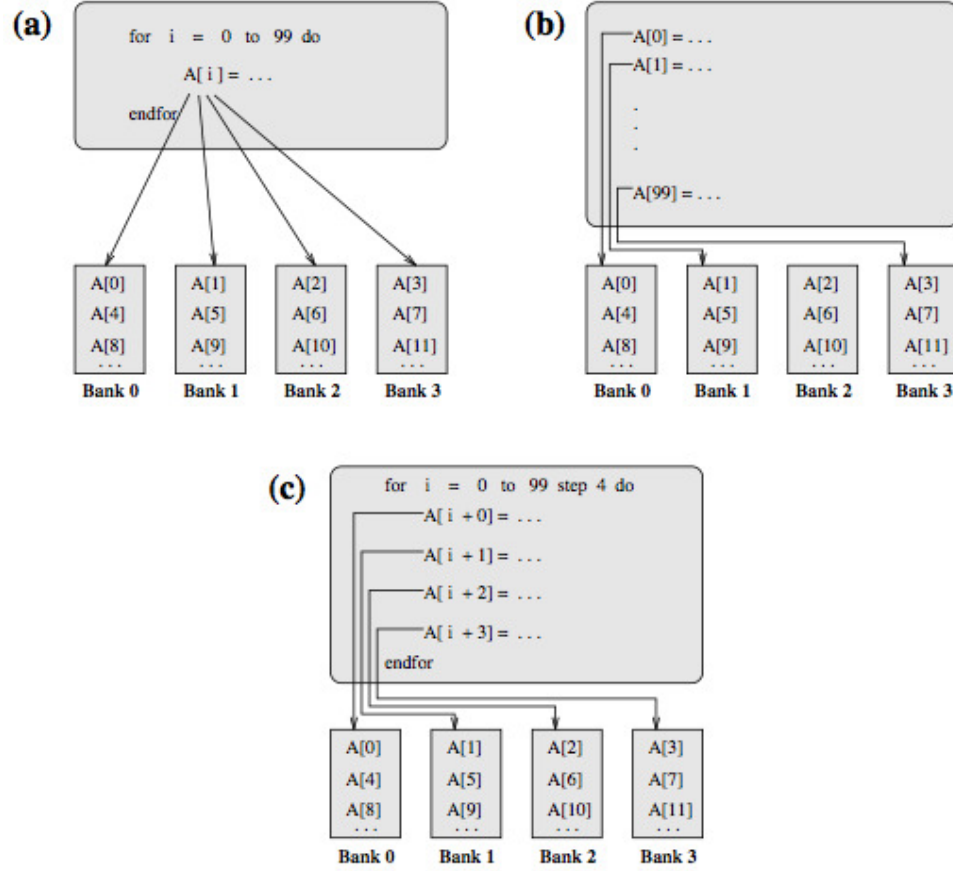 (a)
for i = 0 to 99 do
A[ i ] = . . .
endfor
A[0] A[1] A[2] A[3]
A[4] A[5] A[6] A[7]
A[8] A[9] A[10] A[11]
. . . . . . . . . . . .
Bank 0 Bank 1 Bank 2 Bank 3
(b)
A[0] = . . .
A[1] = . . .
.
.
.
A[99] = . . .
A[0] A[1] A[2] A[3]
A[4] A[5] A[6] A[7]
A[8] A[9] A[10] A[11]
. . . . . . . . . . . .
Bank 0 Bank 1 Bank 2 Bank 3
(c)
for i = 0 to 99 step 4 do
A[ i + 0] = . . .
A[ i + 1] = . . .
A[ i + 2] = . . .
A[ i + 3] = . . .
endfor
A[0] A[1] A[2] A[3]
A[4] A[5] A[6] A[7]
A[8] A[9] A[10] A[11]
. . . . . . . . . . . .
Bank 0 Bank 1 Bank 2 Bank 3